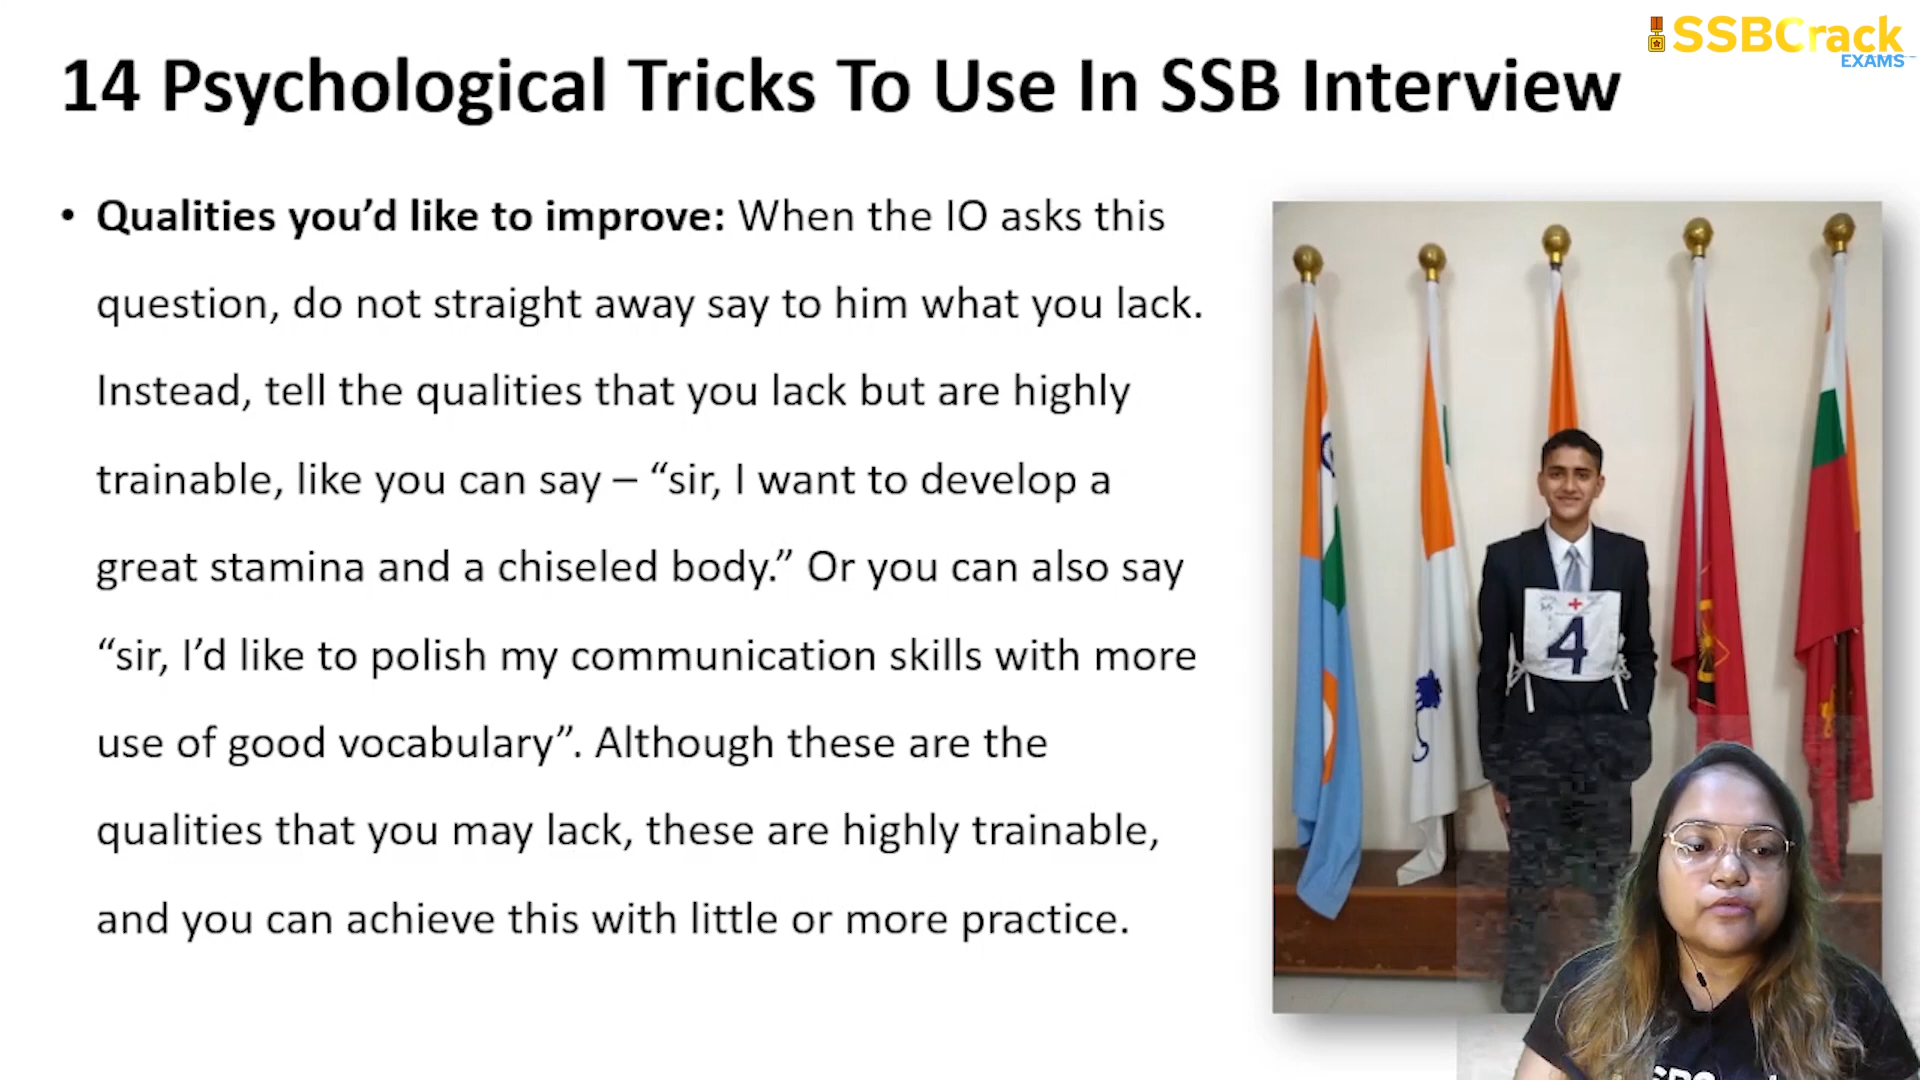 SSBCrack
EXAMS
14 Psychological Tricks To Use In SSB Interview
• Qualities you’d like to improve: When the IO asks this
question, do not straight away say to him what you lack.
Instead, tell the qualities that you lack but are highly
trainable, like you can say – “sir, I want to develop a
great stamina and a chiseled body.” Or you can also say
“sir, I’d like to polish my communication skills with more
use of good vocabulary”. Although these are the
qualities that you may lack, these are highly trainable,
and you can achieve this with little or more practice.
4